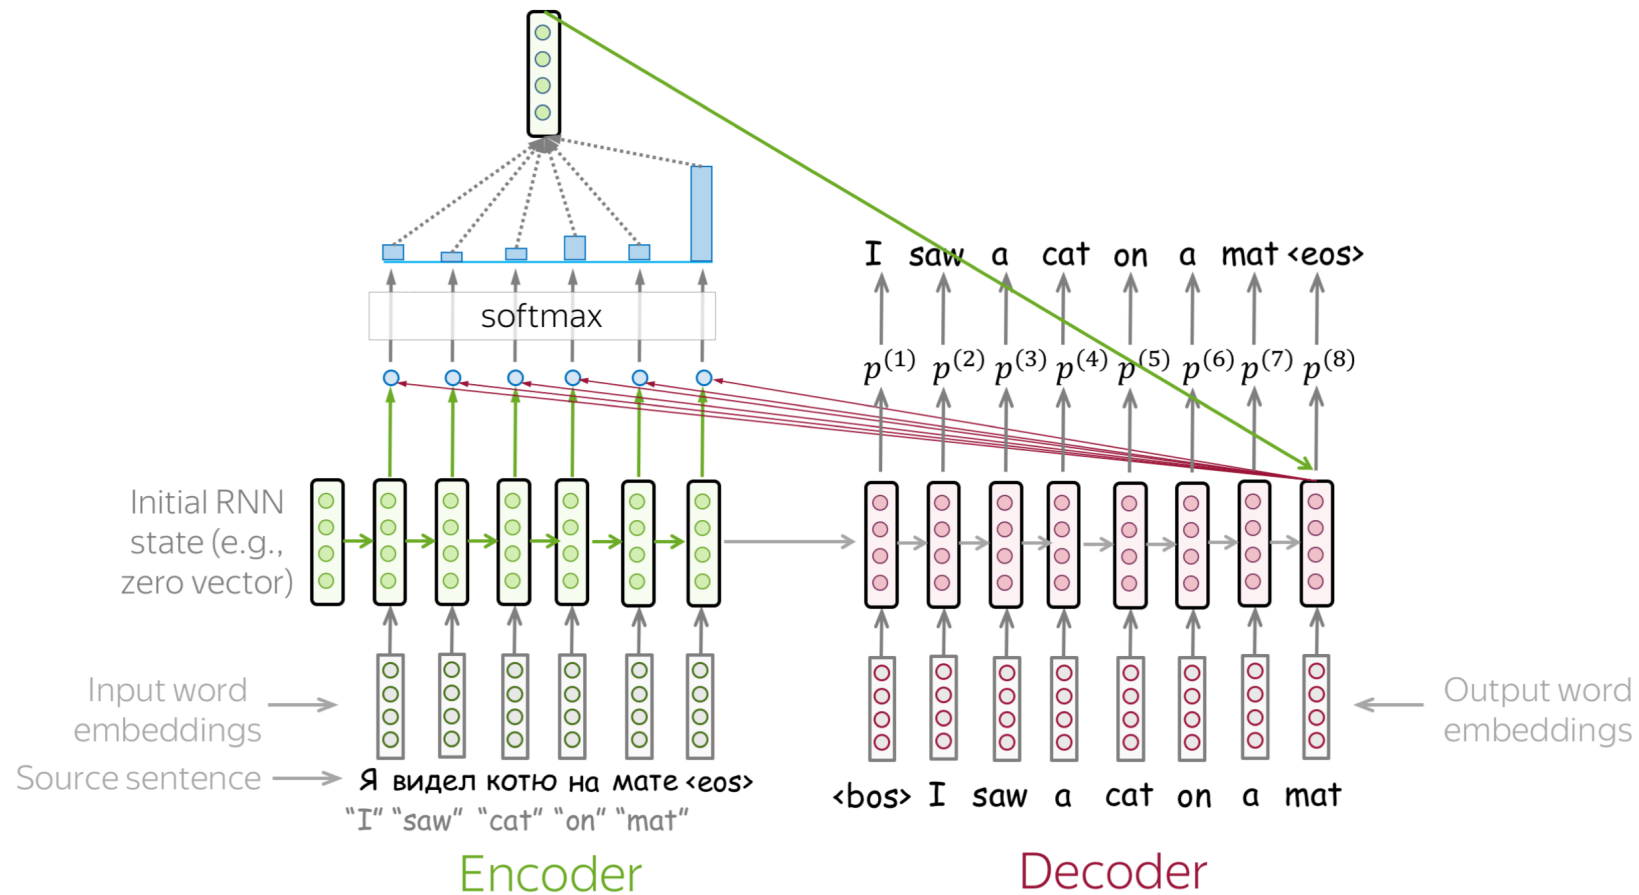 I saw a cat on a mat <eos>
softmax
p^(1) p^(2) p^(3) p^(4) p^(5) p^(6) p^(7) p^(8)
Initial RNN
state (e.g.,
zero vector)
Input word
embeddings
Output word
embeddings
Source sentence
Я видел котю на мате <eos>
"I" "saw" "cat" "on" "mat"
<bos> I saw a cat on a mat
Encoder
Decoder